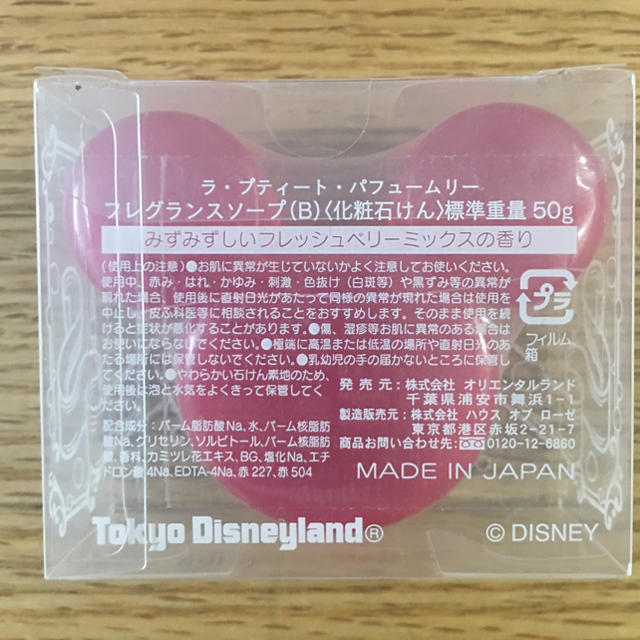 ラ・プティート・パフュームリー
フレグランスソープ(B)〈化粧石けん〉標準重量50g
みずみずしいフレッシュベリーミックスの香り
〈使用上の注意〉●お肌に異常が生じていないかよく注意してお使いください。
使用中、赤み・はれ・かゆみ・刺激・色抜け(白斑等)や黒ずみ等の異常が
現れた場合、使用後に直射日光があたって同様の異常が現れた場合は使用を
中止し、皮ふ科医等に相談されることをおすすめします。そのまま使用を続
けると症状が悪化することがあります。●傷、湿疹等お肌に異常のある場合は
お使いにならないでください。●極端に高温または低温の場所や直射日光のあ
たる場所には保管しないでください。●乳幼児の手の届かないところに保管し
てください。●やわらかい石けん素地のため、
使用後は泡と水気をよくきって保管してく
ださい。
プラ
フィルム、
箱
配合成分:パーム脂肪酸Na、水、パーム核脂肪
酸Na、グリセリン、ソルビトール、パーム核脂肪
酸、香料、カミツレ花エキス、BG、塩化Na、エチ
ドロン酸4Na、EDTA-4Na、赤227、赤504
発売元:株式会社 オリエンタルランド
千葉県浦安市舞浜1-1
製造販売元:株式会社 ハウス オブ ローゼ
東京都港区赤坂2-21-7
商品お問い合わせ先:0120-12-6860
MADE IN JAPAN
Tokyo Disneyland®
© DISNEY